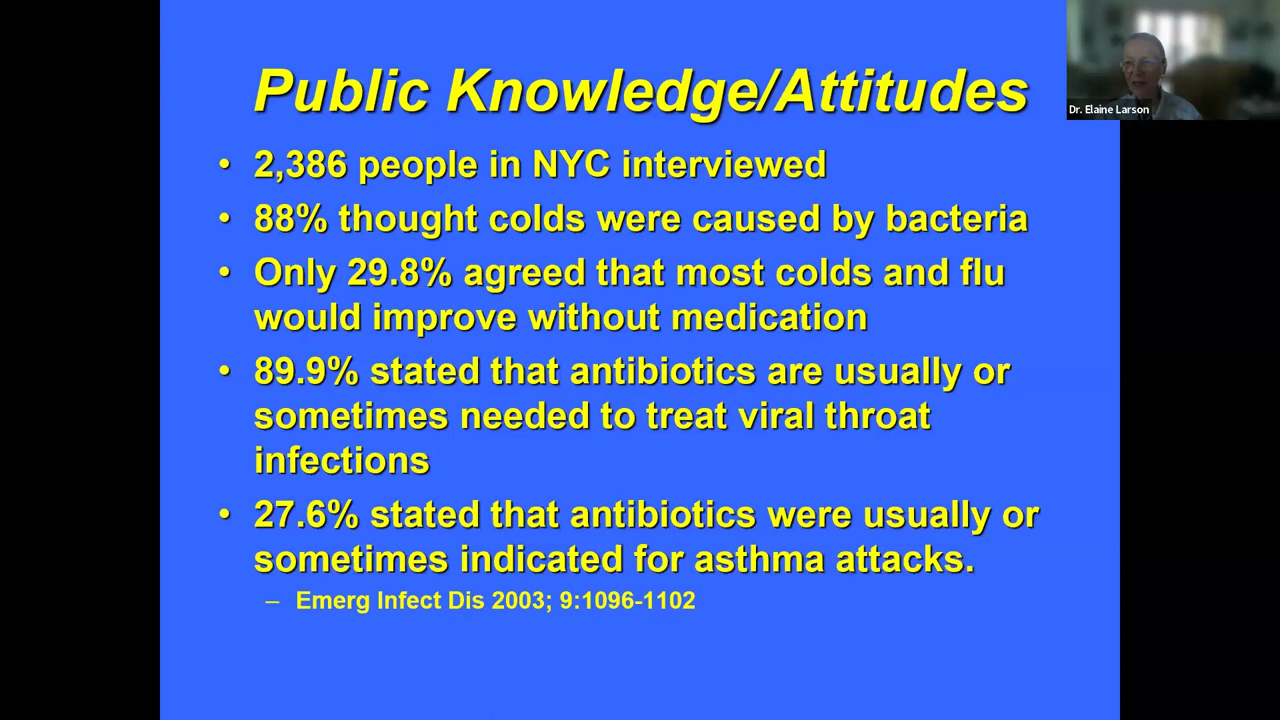 Public Knowledge/Attitudes
Dr. Elaine Larson
• 2,386 people in NYC interviewed
• 88% thought colds were caused by bacteria
• Only 29.8% agreed that most colds and flu
would improve without medication
• 89.9% stated that antibiotics are usually or
sometimes needed to treat viral throat
infections
• 27.6% stated that antibiotics were usually or
sometimes indicated for asthma attacks.
– Emerg Infect Dis 2003; 9:1096-1102